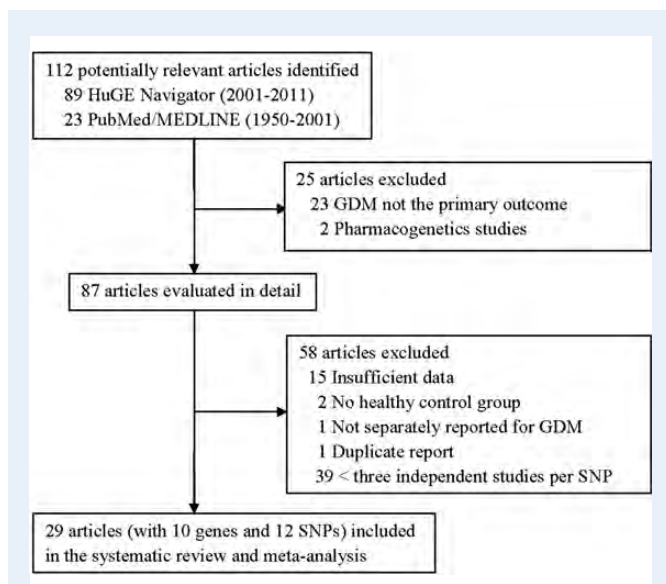 112 potentially relevant articles identified
89 HuGE Navigator (2001-2011)
23 PubMed/MEDLINE (1950-2001)
25 articles excluded
23 GDM not the primary outcome
2 Pharmacogenetics studies
87 articles evaluated in detail
58 articles excluded
15 Insufficient data
2 No healthy control group
1 Not separately reported for GDM
1 Duplicate report
39 < three independent studies per SNP
29 articles (with 10 genes and 12 SNPs) included
in the systematic review and meta-analysis